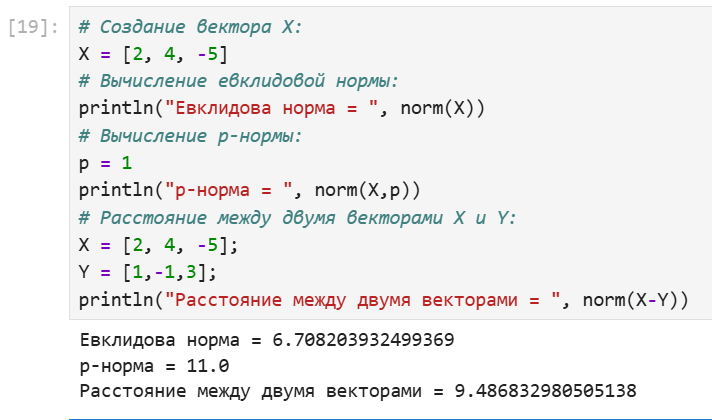 [19]: # Создание вектора X:
X = [2, 4, -5]
# Вычисление евклидовой нормы:
println("Евклидова норма = ", norm(X))
# Вычисление p-нормы:
p = 1
println("p-норма = ", norm(X,p))
# Расстояние между двумя векторами X и Y:
X = [2, 4, -5];
Y = [1,-1,3];
println("Расстояние между двумя векторами = ", norm(X-Y))
Евклидова норма = 6.708203932499369
p-норма = 11.0
Расстояние между двумя векторами = 9.486832980505138